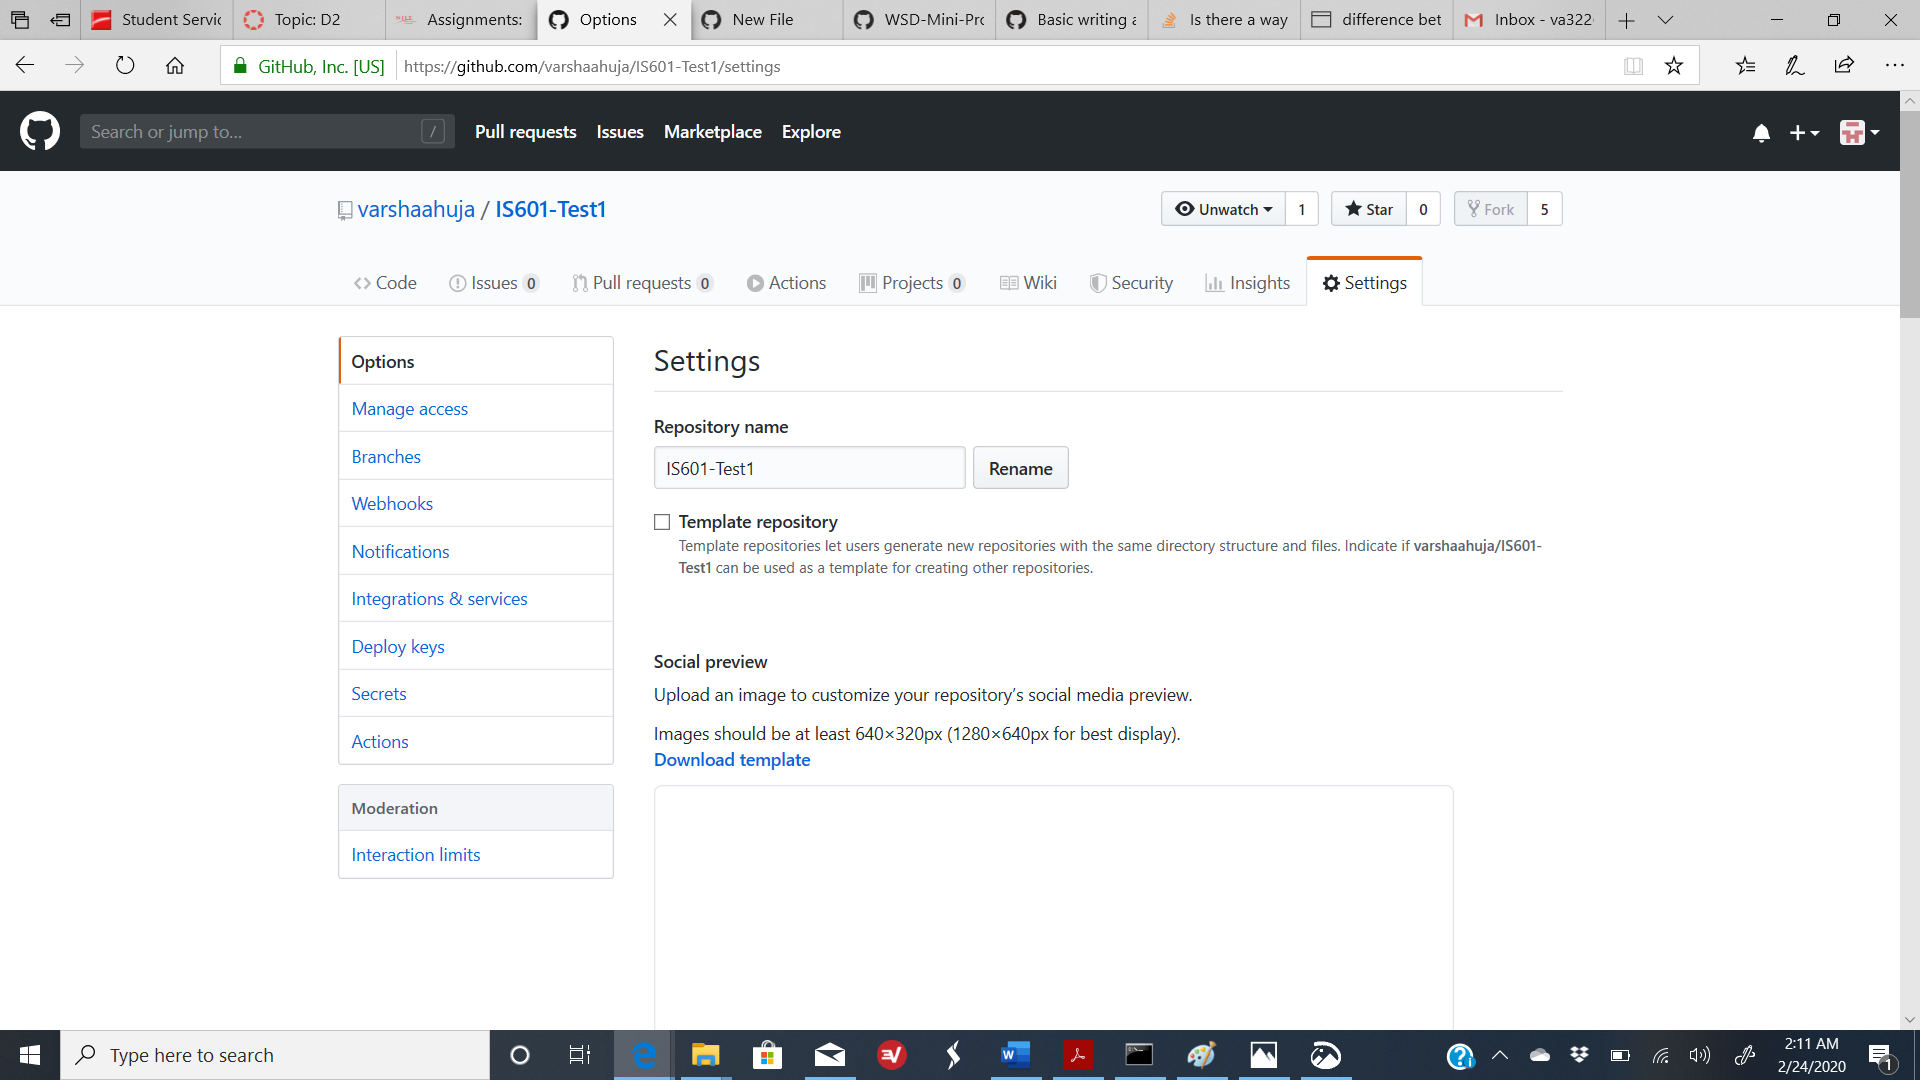 Student Servic
Topic: D2
Assignments:
Options
New File
WSD-Mini-Pro
Basic writing a
Is there a way
difference bet
Inbox - va322
GitHub, Inc. [US]
https://github.com/varshaahuja/IS601-Test1/settings
Search or jump to...
/
Pull requests
Issues
Marketplace
Explore
varshaahuja / IS601-Test1
Unwatch 1
Star 0
Fork 5
Code
Issues 0
Pull requests 0
Actions
Projects 0
Wiki
Security
Insights
Settings
Options
Manage access
Branches
Webhooks
Notifications
Integrations & services
Deploy keys
Secrets
Actions
Moderation
Interaction limits
Settings
Repository name
IS601-Test1
Rename
Template repository
Template repositories let users generate new repositories with the same directory structure and files. Indicate if varshaahuja/IS601-
Test1 can be used as a template for creating other repositories.
Social preview
Upload an image to customize your repository’s social media preview.
Images should be at least 640×320px (1280×640px for best display).
Download template
Type here to search
2:11 AM
2/24/2020
1